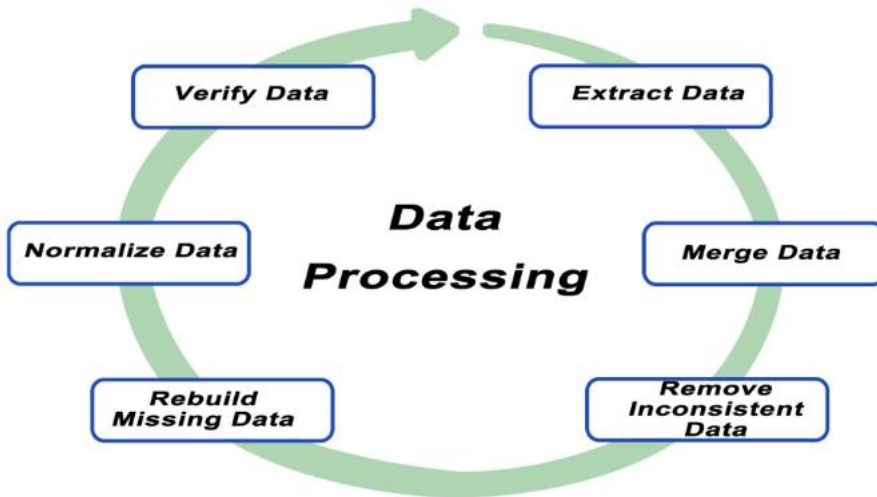 Verify Data
Extract Data
Data
Processing
Normalize Data
Merge Data
Rebuild
Missing Data
Remove
Inconsistent
Data